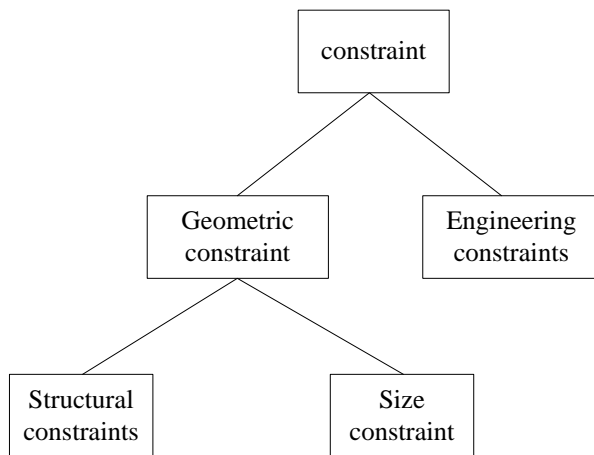 constraint
Geometric
constraint
Engineering
constraints
Structural
constraints
Size
constraint